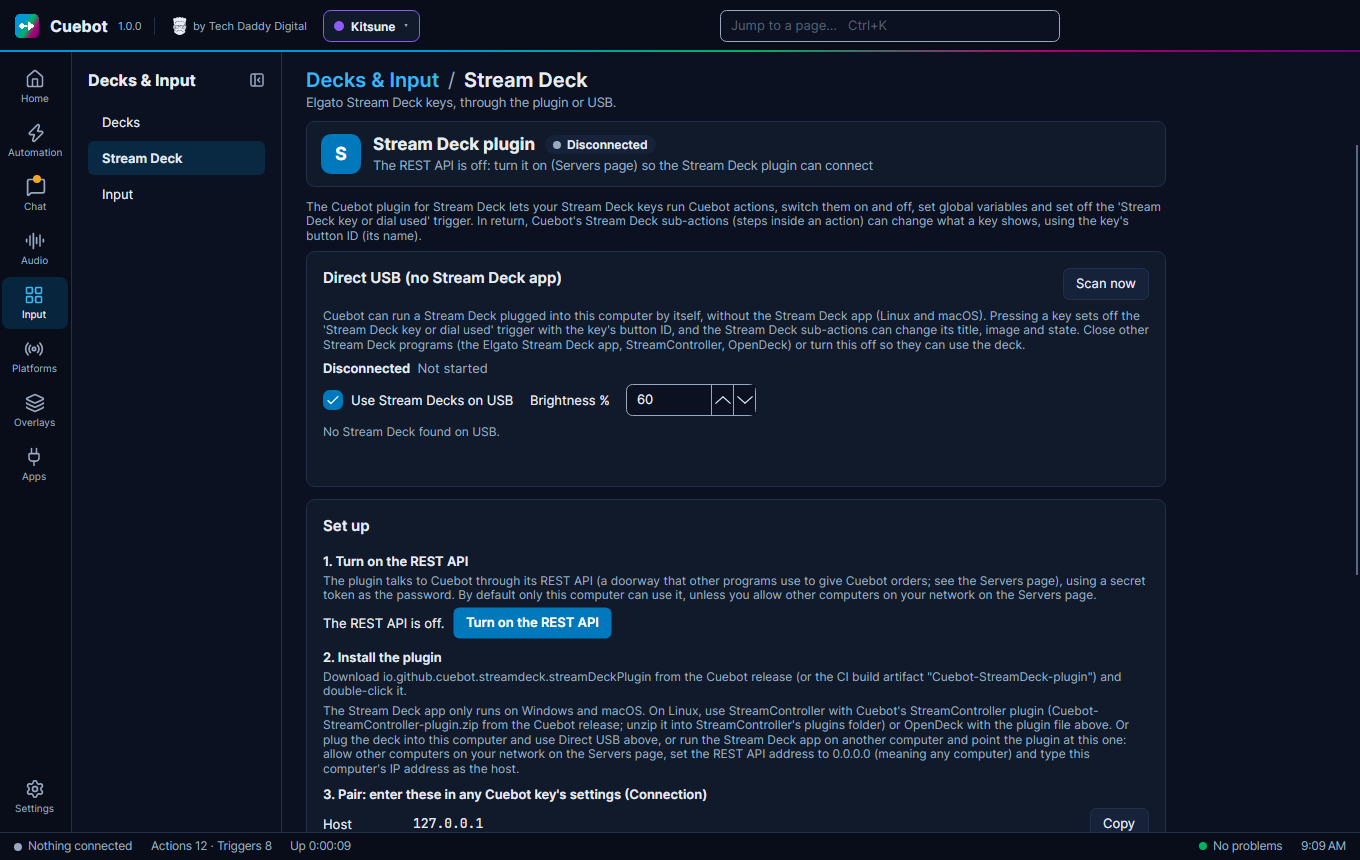 Cuebot 1.0.0 by Tech Daddy Digital Kitsune Jump to a page... Ctrl+K
Home
Automation
Chat
Audio
Input
Platforms
Overlays
Apps
Settings
Decks & Input
Decks
Stream Deck
Input
Decks & Input / Stream Deck
Elgato Stream Deck keys, through the plugin or USB.
S
Stream Deck plugin Disconnected
The REST API is off: turn it on (Servers page) so the Stream Deck plugin can connect
The Cuebot plugin for Stream Deck lets your Stream Deck keys run Cuebot actions, switch them on and off, set global variables and set off the 'Stream
Deck key or dial used' trigger. In return, Cuebot's Stream Deck sub-actions (steps inside an action) can change what a key shows, using the key's
button ID (its name).
Direct USB (no Stream Deck app) Scan now
Cuebot can run a Stream Deck plugged into this computer by itself, without the Stream Deck app (Linux and macOS). Pressing a key sets off the
'Stream Deck key or dial used' trigger with the key's button ID, and the Stream Deck sub-actions can change its title, image and state. Close other
Stream Deck programs (the Elgato Stream Deck app, StreamController, OpenDeck) or turn this off so they can use the deck.
Disconnected Not started
Use Stream Decks on USB Brightness % 60
No Stream Deck found on USB.
Set up
1. Turn on the REST API
The plugin talks to Cuebot through its REST API (a doorway that other programs use to give Cuebot orders; see the Servers page), using a secret
token as the password. By default only this computer can use it, unless you allow other computers on your network on the Servers page.
The REST API is off. Turn on the REST API
2. Install the plugin
Download io.github.cuebot.streamdeck.streamDeckPlugin from the Cuebot release (or the CI build artifact "Cuebot-StreamDeck-plugin") and
double-click it.
The Stream Deck app only runs on Windows and macOS. On Linux, use StreamController with Cuebot's StreamController plugin (Cuebot-
StreamController-plugin.zip from the Cuebot release; unzip it into StreamController's plugins folder) or OpenDeck with the plugin file above. Or
plug the deck into this computer and use Direct USB above, or run the Stream Deck app on another computer and point the plugin at this one:
allow other computers on your network on the Servers page, set the REST API address to 0.0.0.0 (meaning any computer) and type this
computer's IP address as the host.
3. Pair: enter these in any Cuebot key's settings (Connection)
Host 127.0.0.1 Copy
Nothing connected Actions 12 · Triggers 8 Up 0:00:09 No problems 9:09 AM